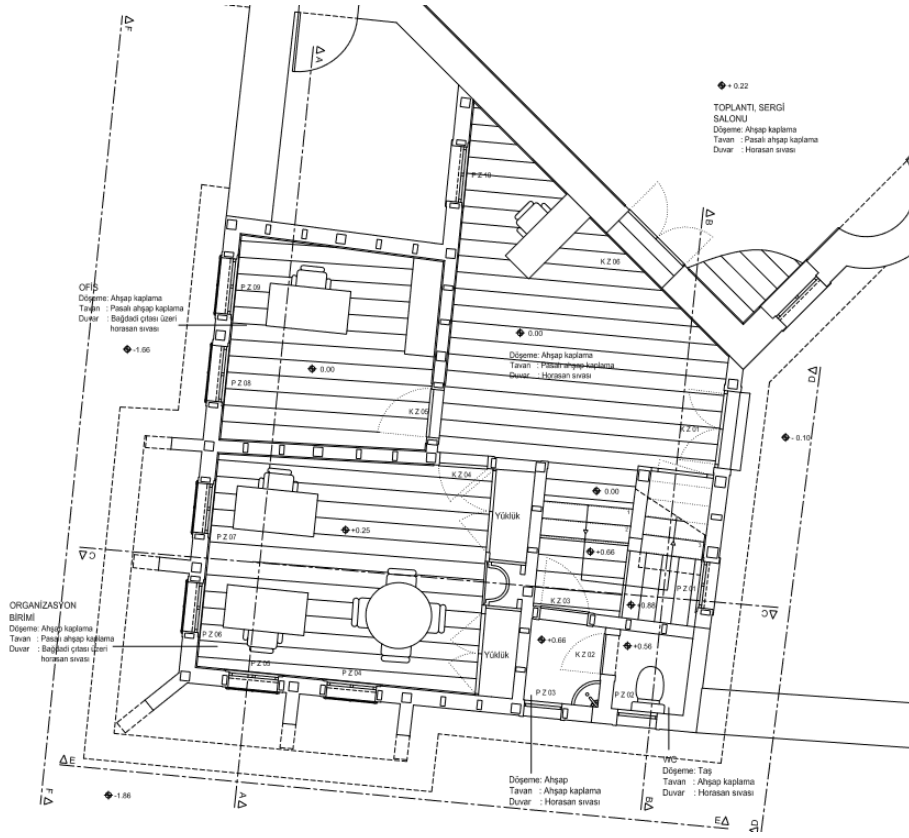 F
A
+ 0.22
TOPLANTI, SERGİ
SALONU
Döşeme: Ahşap kaplama
Tavan : Pasalı ahşap kaplama
Duvar : Horasan sıvası
P Z 10
B
K Z 06
OFİS
Döşeme: Ahşap kaplama
Tavan : Pasalı ahşap kaplama
Duvar : Bağdadi çıtası üzeri
horasan sıvası
P Z 09
-1.66
0.00
0.00
Döşeme: Ahşap kaplama
Tavan : Pasalı ahşap kaplama
Duvar : Horasan sıvası
P Z 08
K Z 05
K Z 01
D
- 0.10
K Z 04
0.00
Yüklük
+0.25
P Z 07
+0.66
C
P Z 01
C
ORGANİZASYON
BİRİMİ
Döşeme: Ahşap kaplama
Tavan : Pasalı ahşap kaplama
Duvar : Bağdadi çıtası üzeri
horasan sıvası
K Z 03
+0.88
P Z 06
+0.66
K Z 02
+0.56
Yüklük
P Z 05
P Z 04
P Z 03
P Z 02
E
-1.86
F
A
Döşeme: Ahşap
Tavan : Ahşap kaplama
Duvar : Horasan sıvası
WC
Döşeme: Taş
Tavan : Ahşap kaplama
Duvar : Horasan sıvası
B
E
D